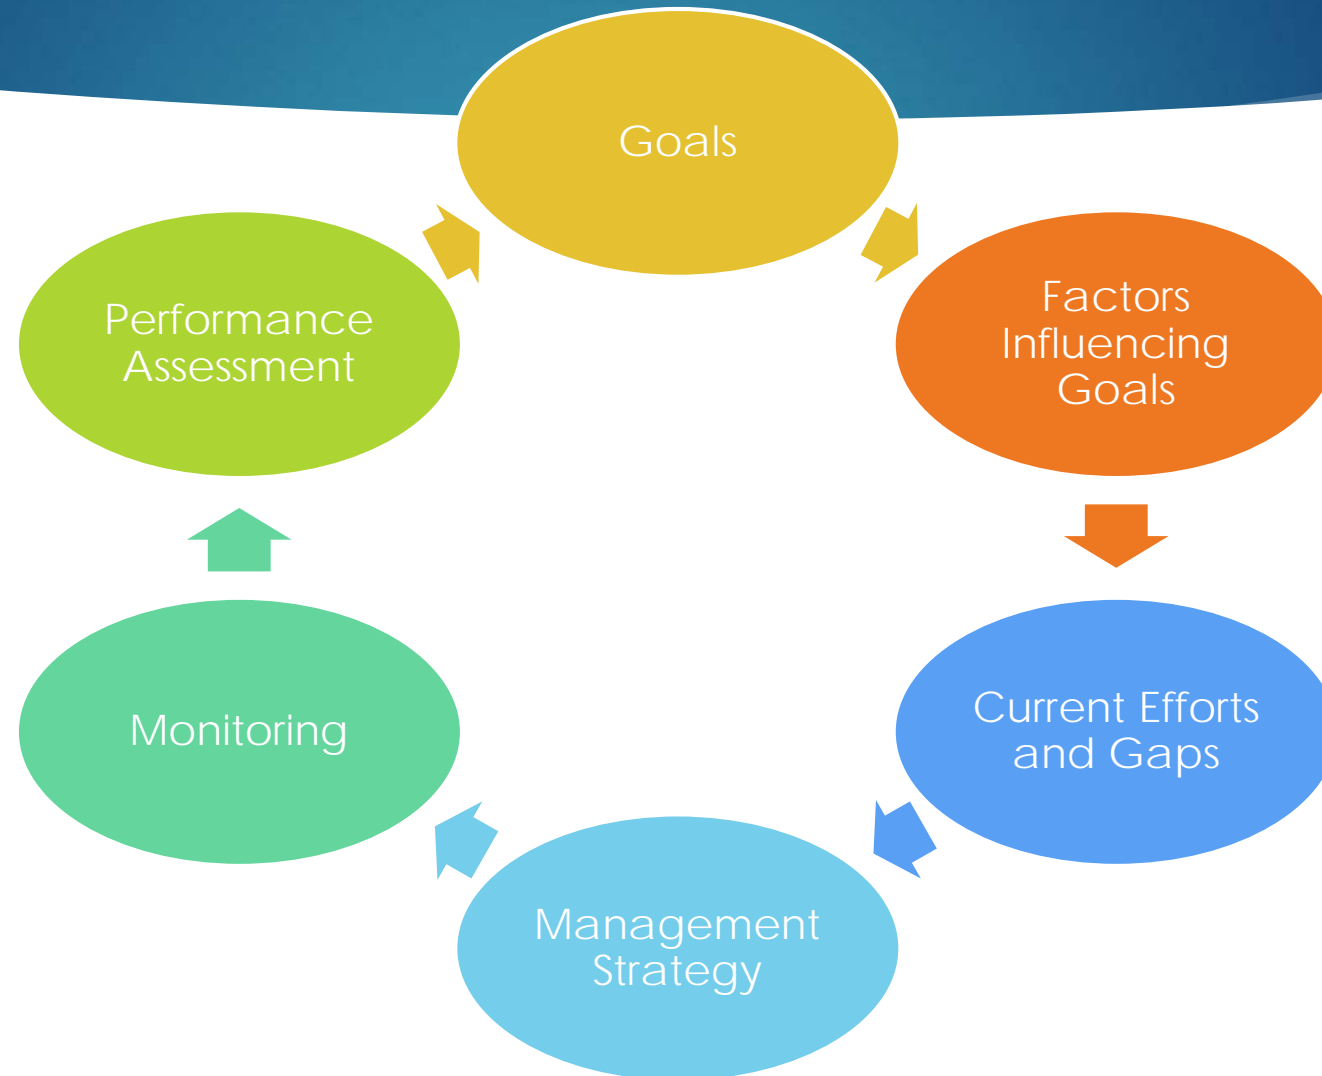 Goals
Factors
Influencing
Goals
Current Efforts
and Gaps
Management
Strategy
Monitoring
Performance
Assessment